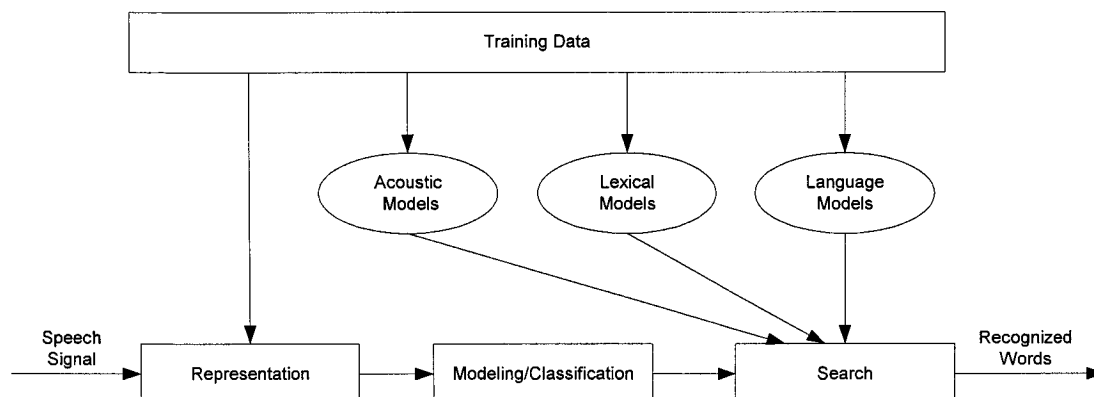 Training Data
Acoustic
Models
Lexical
Models
Language
Models
Speech
Signal
Representation
Modeling/Classification
Search
Recognized
Words